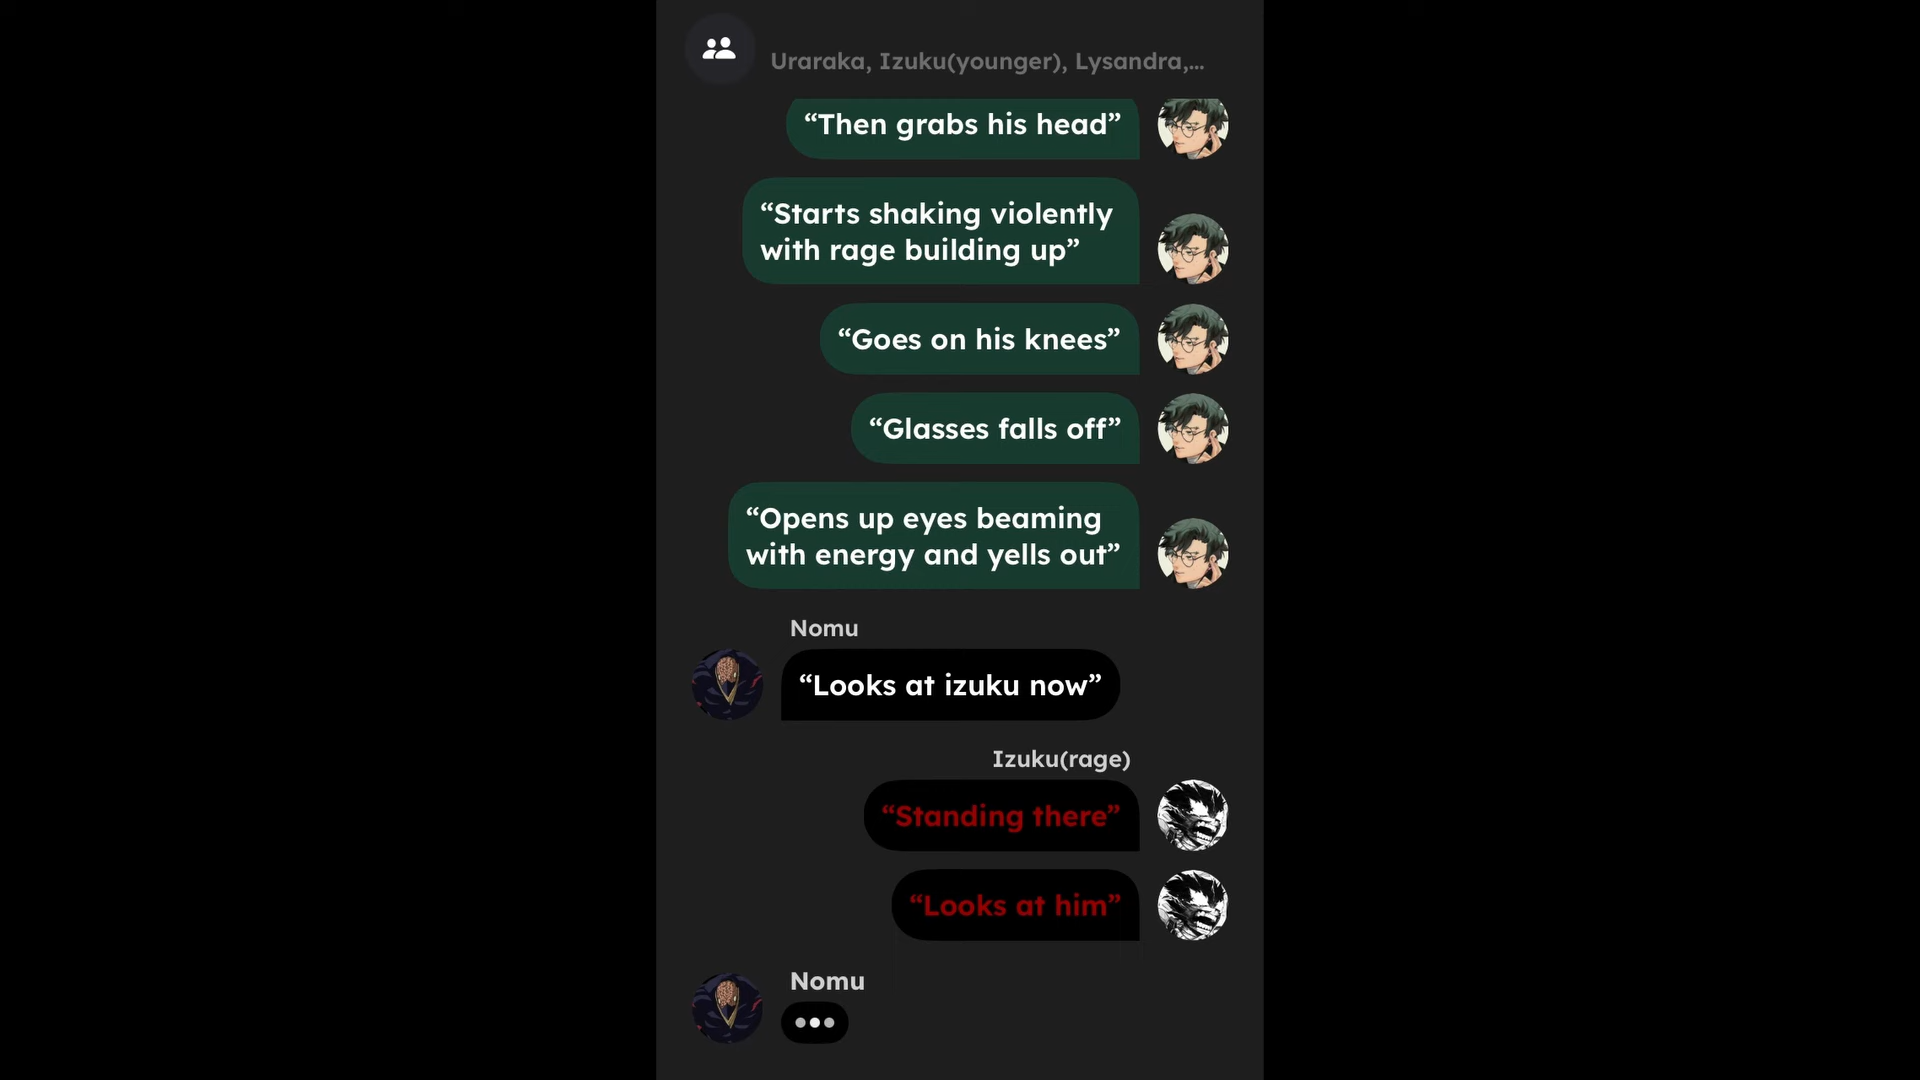 Uraraka, Izuku(younger), Lysandra,...
“Then grabs his head”
“Starts shaking violently
with rage building up”
“Goes on his knees”
“Glasses falls off”
“Opens up eyes beaming
with energy and yells out”
Nomu
“Looks at izuku now”
Izuku(rage)
“Standing there”
“Looks at him”
Nomu